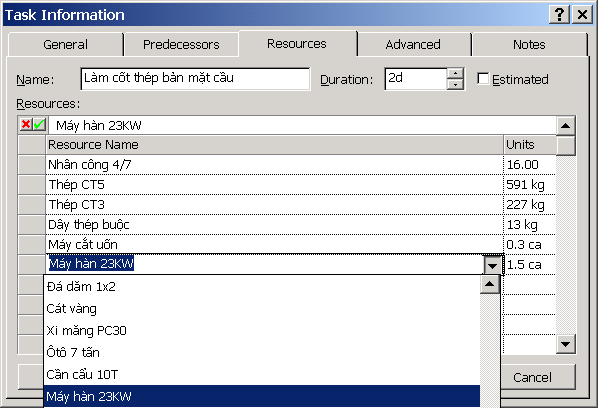 Task Information
General Predecessors Resources Advanced Notes
Name: Làm cốt thép bản mặt cầu Duration: 2d Estimated
Resources:
Máy hàn 23KW
Resource Name Units
Nhân công 4/7 16.00
Thép CT5 591 kg
Thép CT3 227 kg
Dây thép buộc 13 kg
Máy cắt uốn 0.3 ca
Máy hàn 23KW 1.5 ca
Đá dăm 1x2
Cát vàng
Xi măng PC30
Ôtô 7 tấn
Cần cẩu 10T
Cancel
Máy hàn 23KW